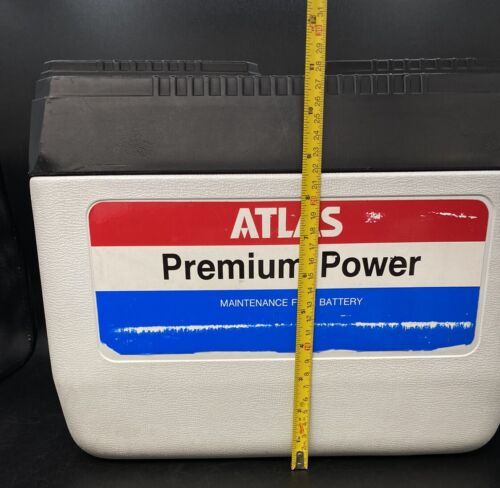 ATLAS
Premium Power
MAINTENANCE F BATTERY